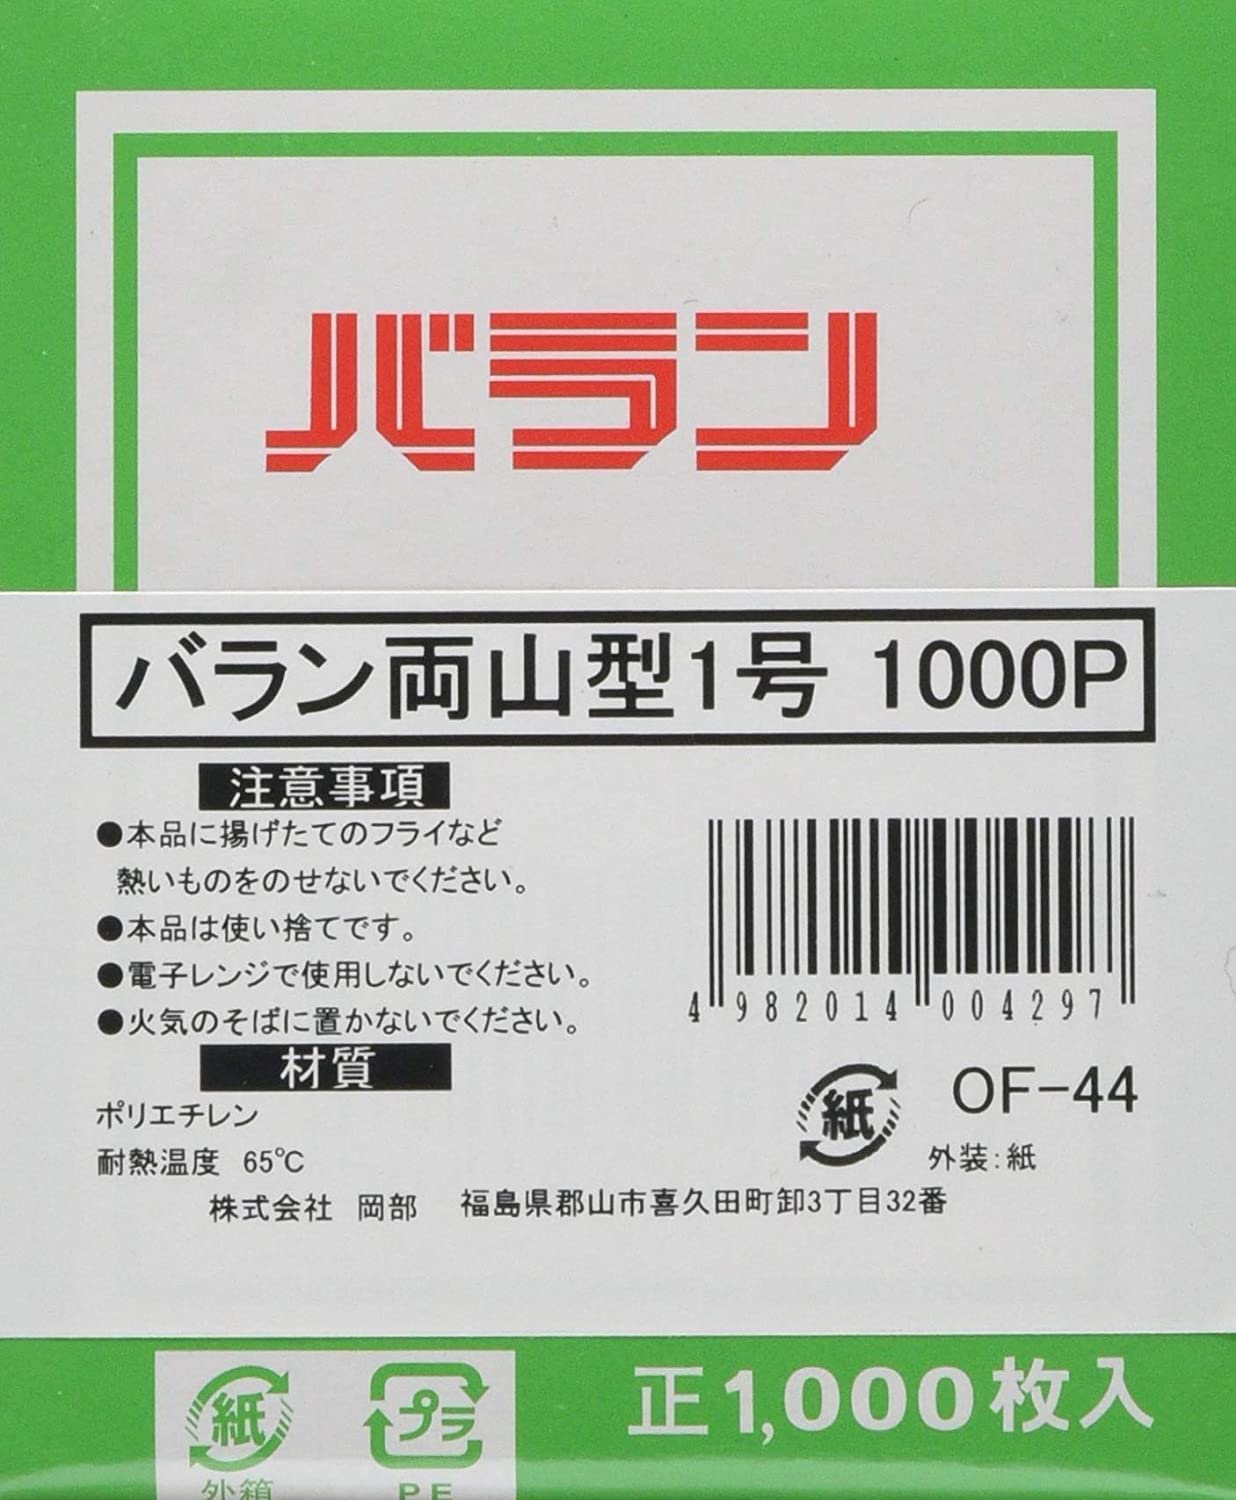 バラン
バラン両山型1号 1000P
注意事項
●本品に揚げたてのフライなど
熱いものをのせないでください。
●本品は使い捨てです。
●電子レンジで使用しないでください。
●火気のそばに置かないでください。
材質
ポリエチレン
耐熱温度 65℃
4 982014 004297
紙 OF-44
外装:紙
株式会社 岡部 福島県郡山市喜久田町卸3丁目32番
紙 プラ 正1,000枚入
外箱 PE